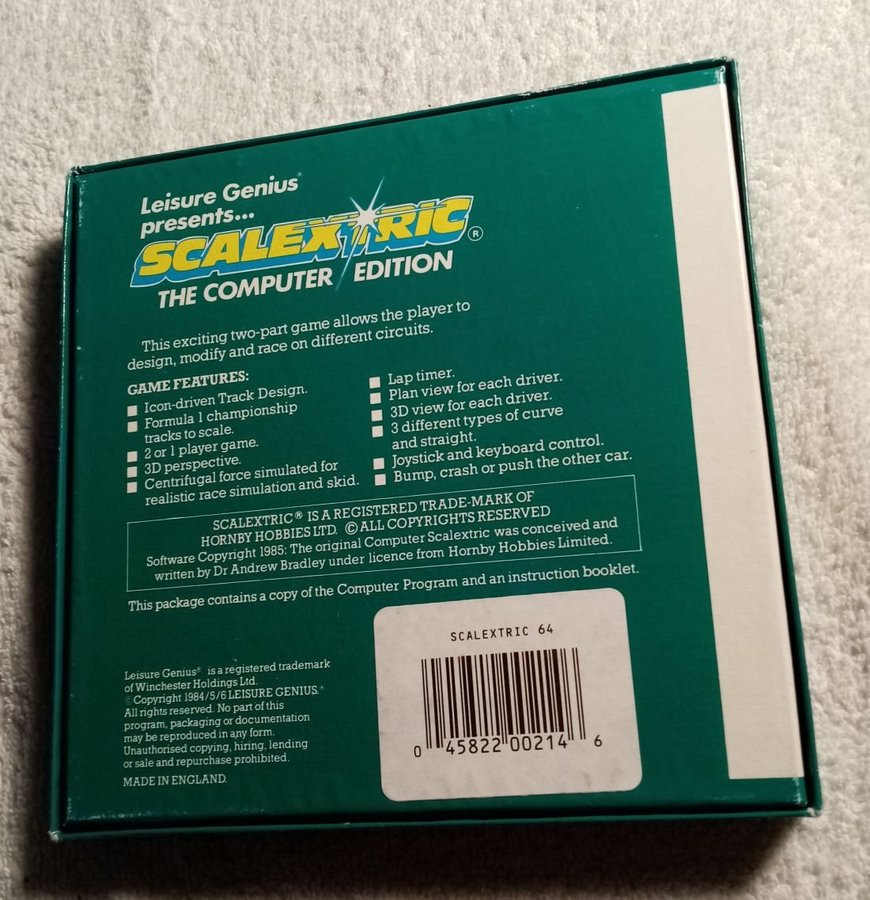 Leisure Genius
presents...
SCALEXTRIC®
THE COMPUTER EDITION
This exciting two-part game allows the player to
design, modify and race on different circuits.
GAME FEATURES:
Icon-driven Track Design.
Formula 1 championship
tracks to scale.
2 or 1 player game.
3D perspective.
Centrifugal force simulated for
realistic race simulation and skid.
Lap timer.
Plan view for each driver.
3D view for each driver.
3 different types of curve
and straight.
Joystick and keyboard control.
Bump, crash or push the other car.
SCALEXTRIC® IS A REGISTERED TRADE-MARK OF
HORNBY HOBBIES LTD. © ALL COPYRIGHTS RESERVED
Software Copyright 1985: The original Computer Scalextric was conceived and
written by Dr Andrew Bradley under licence from Hornby Hobbies Limited.
This package contains a copy of the Computer Program and an instruction booklet.
Leisure Genius® is a registered trademark
of Winchester Holdings Ltd.
© Copyright 1984/5/6 LEISURE GENIUS.
All rights reserved. No part of this
program, packaging or documentation
may be reproduced in any form.
Unauthorised copying, hiring, lending
or sale and repurchase prohibited.
MADE IN ENGLAND.
SCALEXTRIC 64
0 45822 00214 6